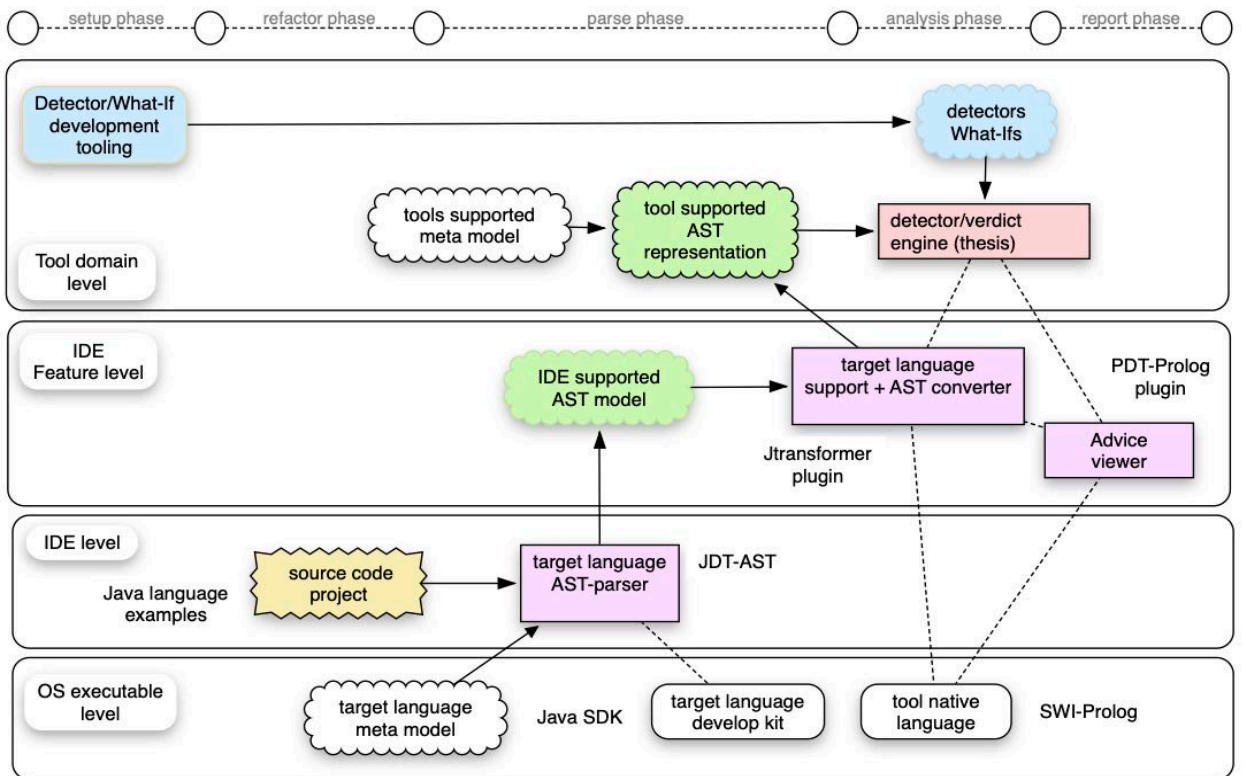 setup phase
refactor phase
parse phase
analysis phase
report phase
Detector/What-If
development
tooling
detectors
What-Ifs
tools supported
meta model
tool supported
AST
representation
detector/verdict
engine (thesis)
Tool domain
level
IDE
Feature level
IDE supported
AST model
target language
support + AST converter
PDT-Prolog
plugin
Jtransformer
plugin
Advice
viewer
IDE level
Java language
examples
source code
project
target language
AST-parser
JDT-AST
OS executable
level
target language
meta model
Java SDK
target language
develop kit
tool native
language
SWI-Prolog